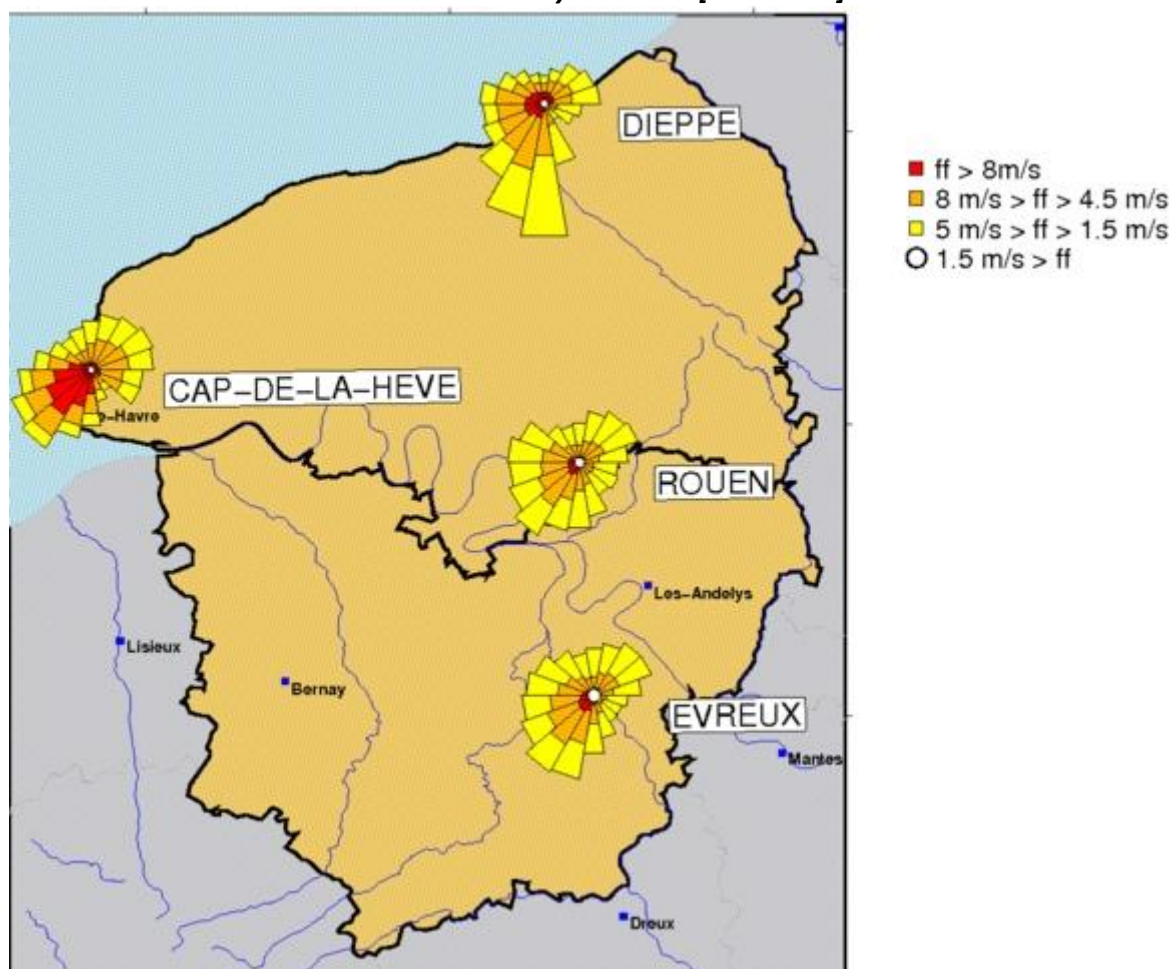 DIEPPE
ff > 8m/s
8 m/s > ff > 4.5 m/s
5 m/s > ff > 1.5 m/s
1.5 m/s > ff
CAP-DE-LA-HEVE
-Havre
ROUEN
Les-Andelys
Lisieux
Bernay
EVREUX
Mantes
Dreux